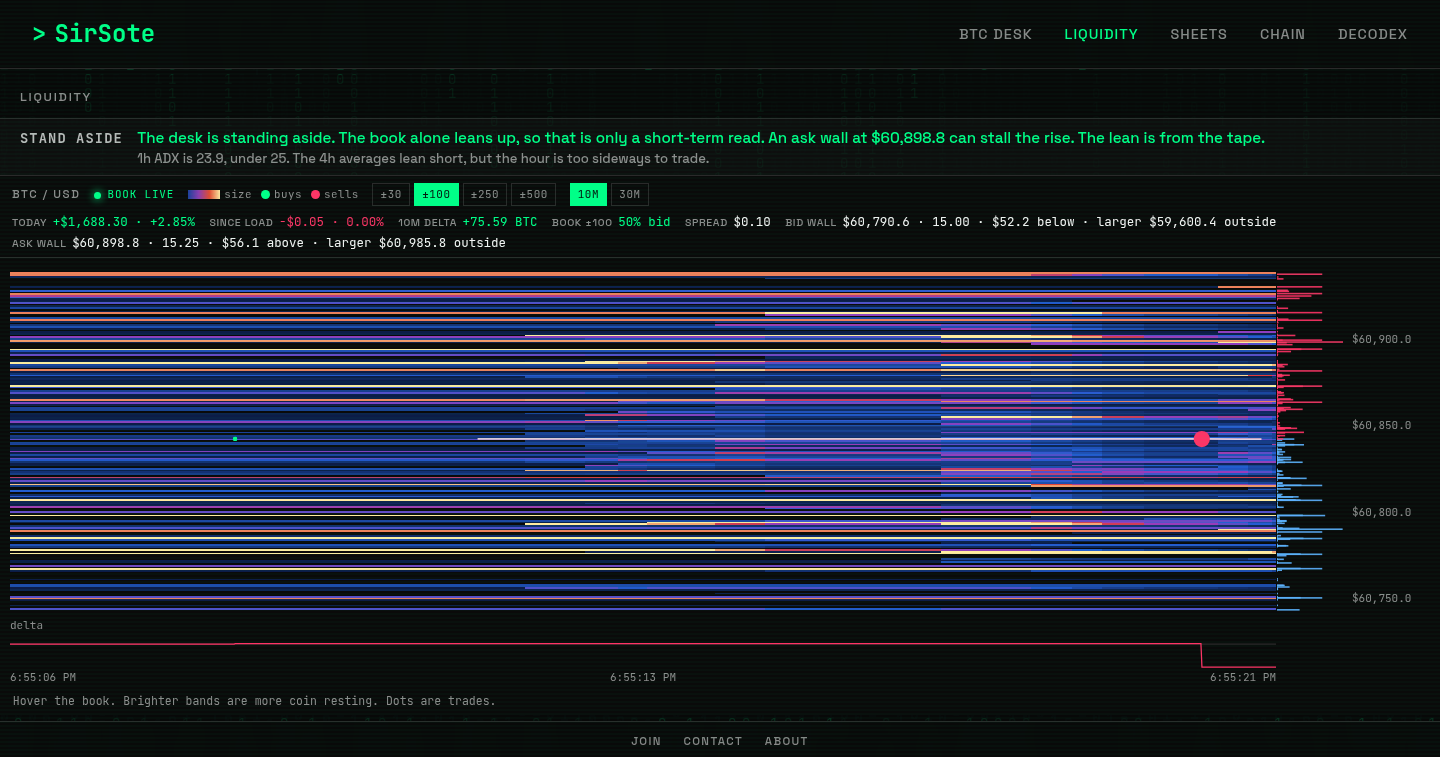 > SirSote
BTC DESK LIQUIDITY SHEETS CHAIN DECODEX
LIQUIDITY
STAND ASIDE The desk is standing aside. The book alone leans up, so that is only a short-term read. An ask wall at $60,898.8 can stall the rise. The lean is from the tape.
1h ADX is 23.9, under 25. The 4h averages lean short, but the hour is too sideways to trade.
BTC / USD BOOK LIVE size buys sells ±30 ±100 ±250 ±500 10M 30M
TODAY +$1,688.30 · +2.85% SINCE LOAD -$0.05 · 0.00% 10M DELTA +75.59 BTC BOOK ±100 50% bid SPREAD $0.10 BID WALL $60,790.6 · 15.00 · $52.2 below · larger $59,600.4 outside
ASK WALL $60,898.8 · 15.25 · $56.1 above · larger $60,985.8 outside
$60,900.0
$60,850.0
$60,800.0
$60,750.0
delta
6:55:06 PM 6:55:13 PM 6:55:21 PM
Hover the book. Brighter bands are more coin resting. Dots are trades.
JOIN CONTACT ABOUT